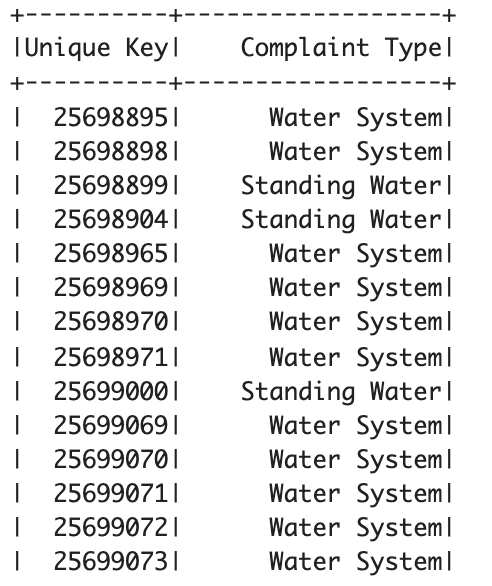 +----------+------------------+
|Unique Key|    Complaint Type|
+----------+------------------+
|  25698895|      Water System|
|  25698898|      Water System|
|  25698899|    Standing Water|
|  25698904|    Standing Water|
|  25698965|      Water System|
|  25698969|      Water System|
|  25698970|      Water System|
|  25698971|      Water System|
|  25699000|    Standing Water|
|  25699069|      Water System|
|  25699070|      Water System|
|  25699071|      Water System|
|  25699072|      Water System|
|  25699073|      Water System|